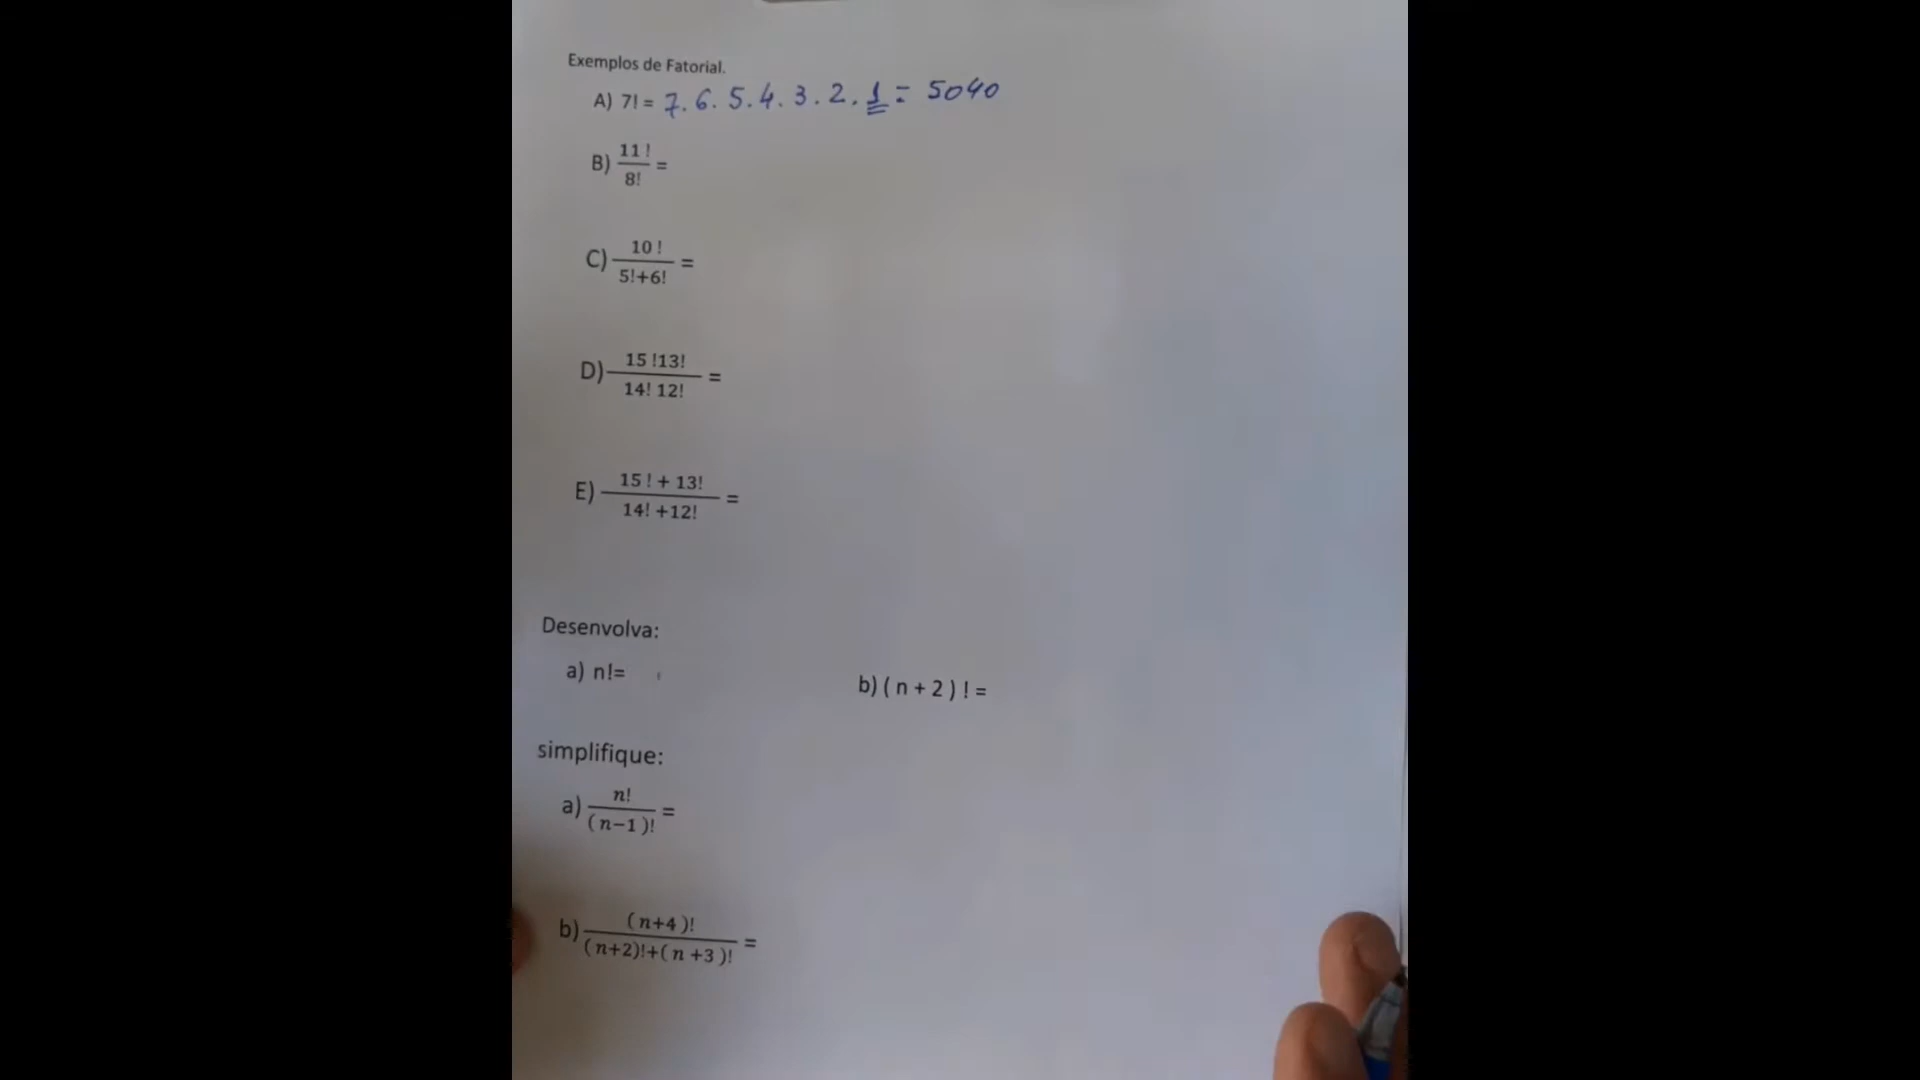 Exemplos de Fatorial.
A) 7! = 7.6.5.4.3.2.1 = 5040
B) 11! / 8! =
C) 10! / 5!+6! =
D) 15!13! / 14! 12! =
E) 15! + 13! / 14! +12! =
Desenvolva:
a) n!= b) ( n + 2 ) ! =
simplifique:
a) n! / ( n−1 )! =
b) ( n+4 )! / ( n+2)!+( n +3 )! =